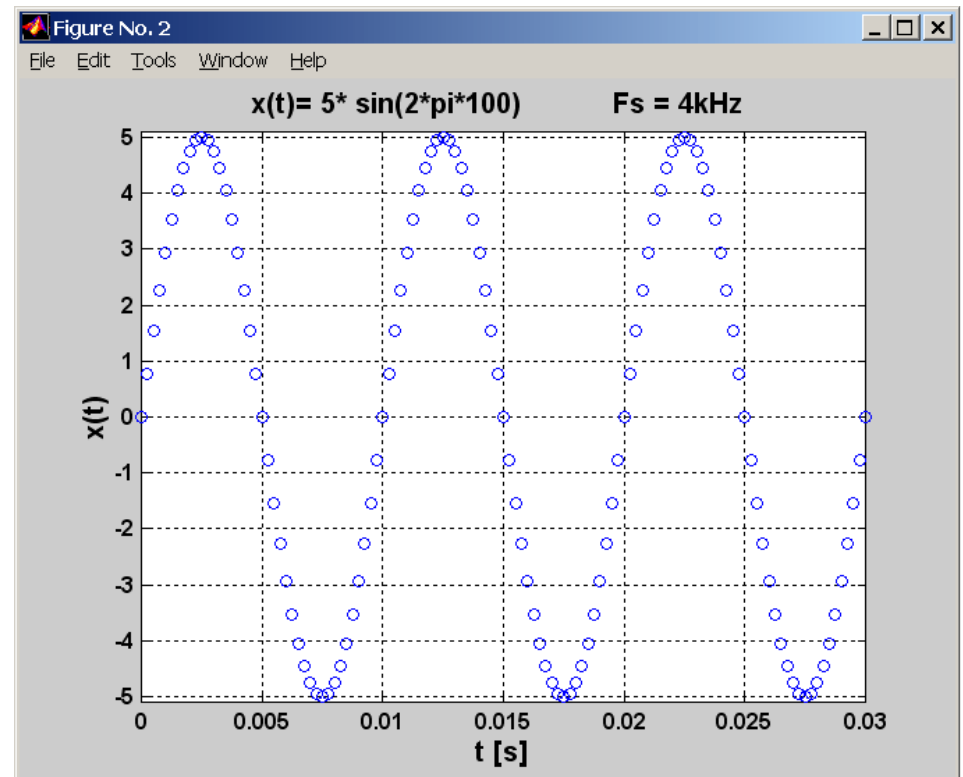 Figure No. 2
File Edit Tools Window Help
x(t)= 5* sin(2*pi*100) Fs = 4kHz
5
4
3
2
1
0
-1
-2
-3
-4
-5
x(t)
0 0.005 0.01 0.015 0.02 0.025 0.03
t [s]